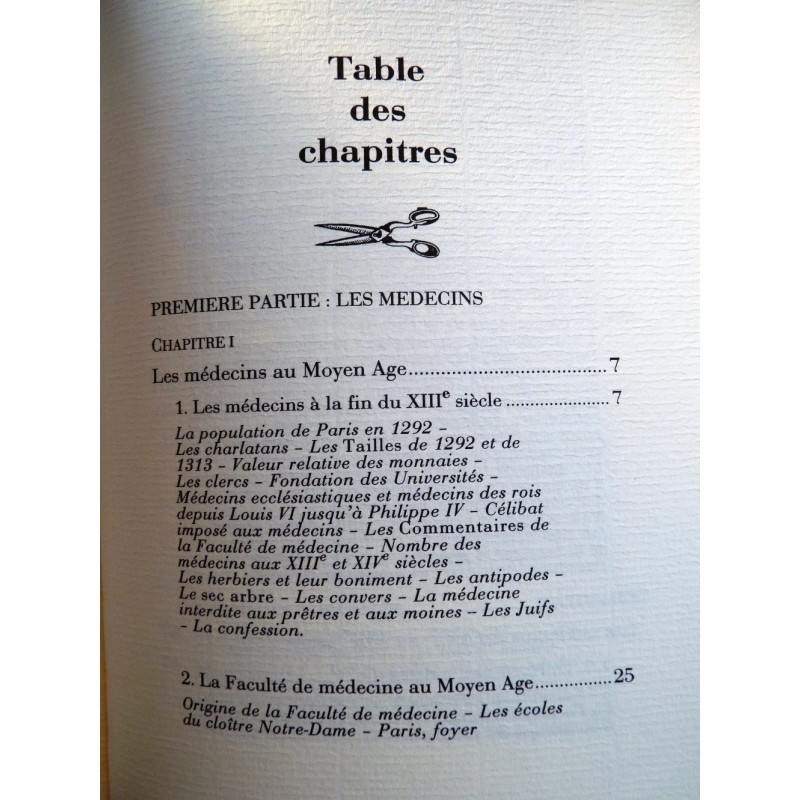 Table
des
chapitres
PREMIERE PARTIE : LES MEDECINS
CHAPITRE I
Les médecins au Moyen Age..................................... 7
1. Les médecins à la fin du XIIIe siècle ..................... 7
La population de Paris en 1292 –
Les charlatans – Les Tailles de 1292 et de
1313 – Valeur relative des monnaies –
Les clercs – Fondation des Universités –
Médecins ecclésiastiques et médecins des rois
depuis Louis VI jusqu'à Philippe IV – Célibat
imposé aux médecins – Les Commentaires de
la Faculté de médecine – Nombre des
médecins aux XIIIe et XIVe siècles –
Les herbiers et leur boniment – Les antipodes –
Le sec arbre – Les convers – La médecine
interdite aux prêtres et aux moines – Les Juifs
– La confession.
2. La Faculté de médecine au Moyen Age................ 25
Origine de la Faculté de médecine – Les écoles
du cloître Notre-Dame – Paris, foyer